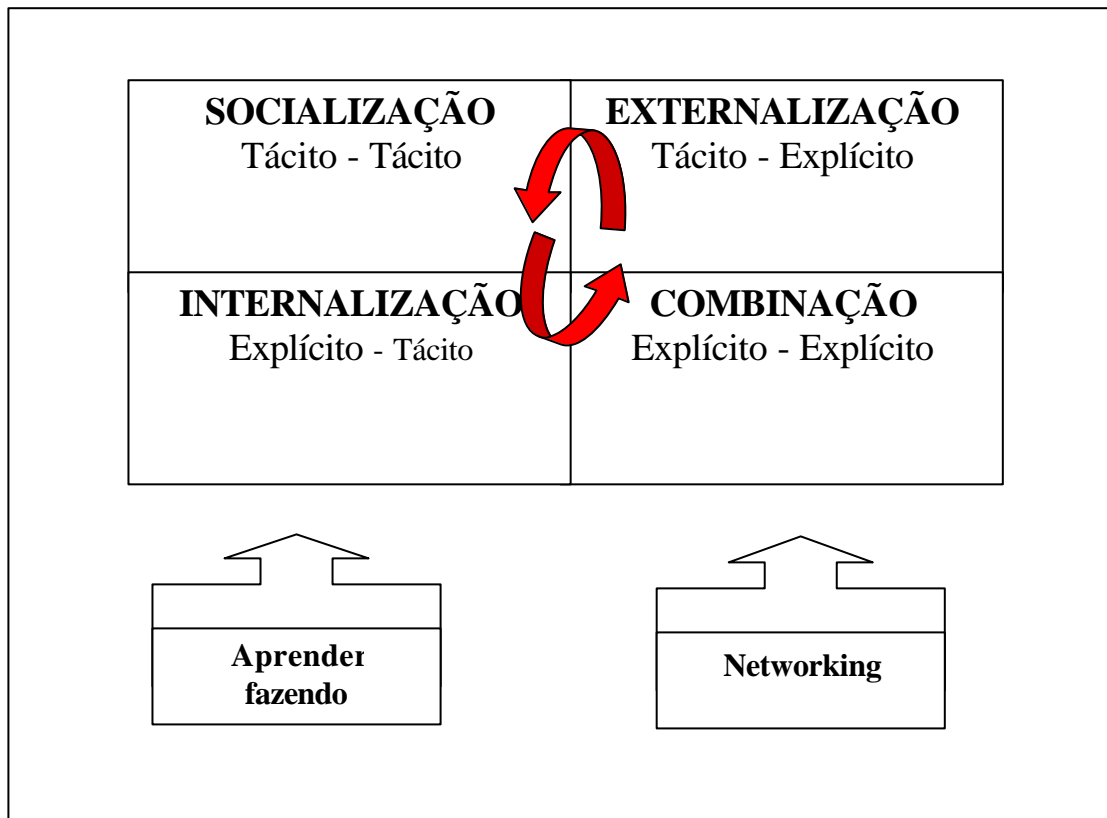 SOCIALIZAÇÃO
Tácito - Tácito
EXTERNALIZAÇÃO
Tácito - Explícito
INTERNALIZAÇÃO
Explícito - Tácito
COMBINAÇÃO
Explícito - Explícito
Aprender
fazendo
Networking